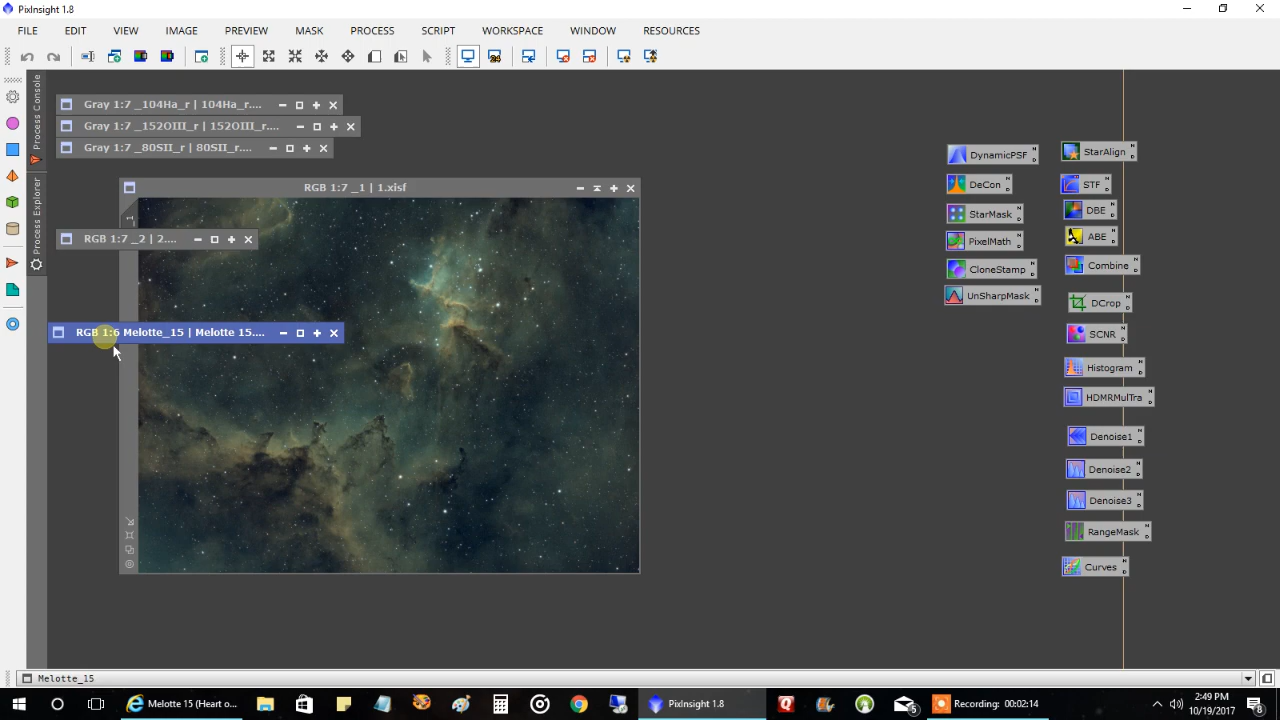 PixInsight 1.8
FILE EDIT VIEW IMAGE PREVIEW MASK PROCESS SCRIPT WORKSPACE WINDOW RESOURCES
Process Console
Process Explorer
Gray 1:7 _104Ha_r | 104Ha_r....
Gray 1:7 _152OIII_r | 152OIII_r....
Gray 1:7 _80SII_r | 80SII_r....
RGB 1:7 _1 | 1.xisf
_1
RGB 1:7 _2 | 2....
RGB 1:6 Melotte_15 | Melotte 15....
DynamicPSF
StarAlign
DeCon
STF
StarMask
DBE
PixelMath
ABE
CloneStamp
Combine
UnSharpMask
DCrop
SCNR
Histogram
HDMRMulTra
Denoise1
Denoise2
Denoise3
RangeMask
Curves
Melotte_15
Melotte 15 (Heart o...
PixInsight 1.8
5
Recording: 00:02:14
2:49 PM
10/19/2017
8